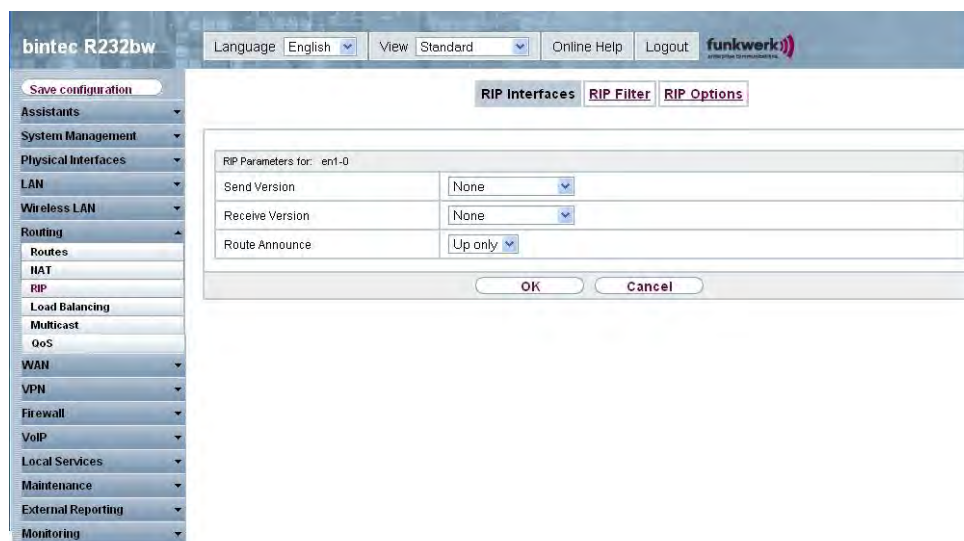 bintec R232bw
Language English View Standard Online Help Logout funkwerk
Save configuration
Assistants
System Management
Physical Interfaces
LAN
Wireless LAN
Routing
Routes
NAT
RIP
Load Balancing
Multicast
QoS
WAN
VPN
Firewall
VoIP
Local Services
Maintenance
External Reporting
Monitoring
RIP Interfaces RIP Filter RIP Options
RIP Parameters for: en1-0
Send Version None
Receive Version None
Route Announce Up only
OK Cancel